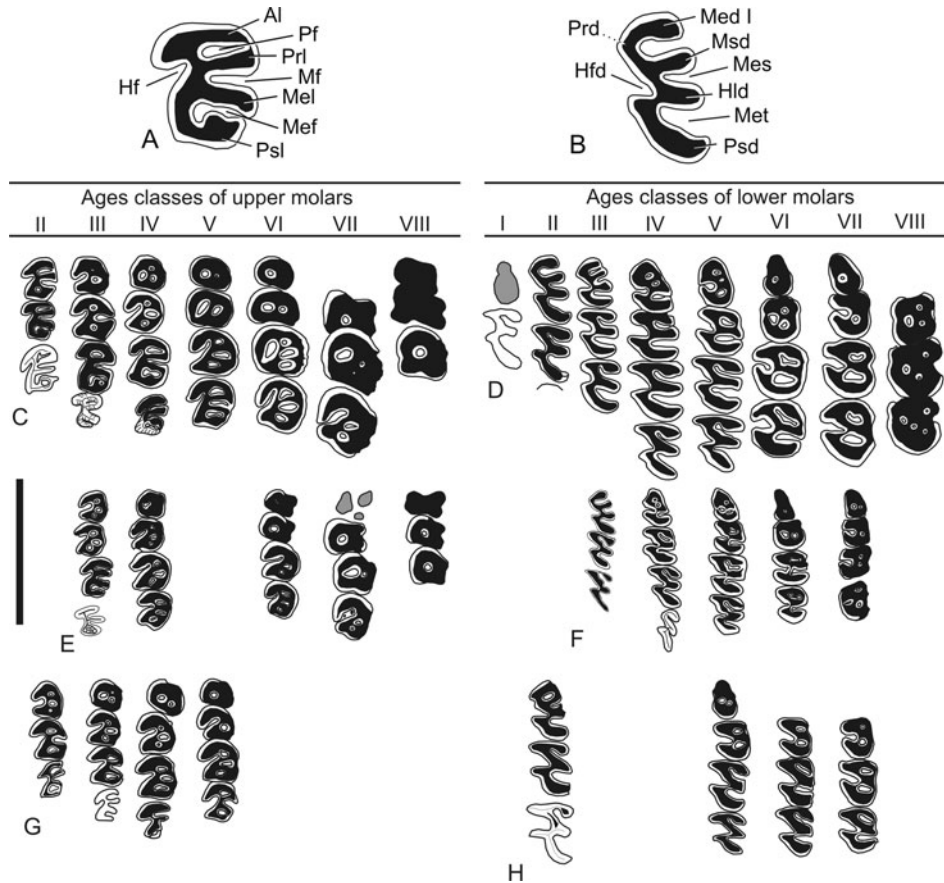 Al
Pf
Prl
Hf
Mf
Mel
Mef
Psl
A
Med l
Prd
Msd
Mes
Hfd
Hld
Met
Psd
B
Ages classes of upper molars
II III IV V VI VII VIII
Ages classes of lower molars
I II III IV V VI VII VIII
C
D
E
F
G
H